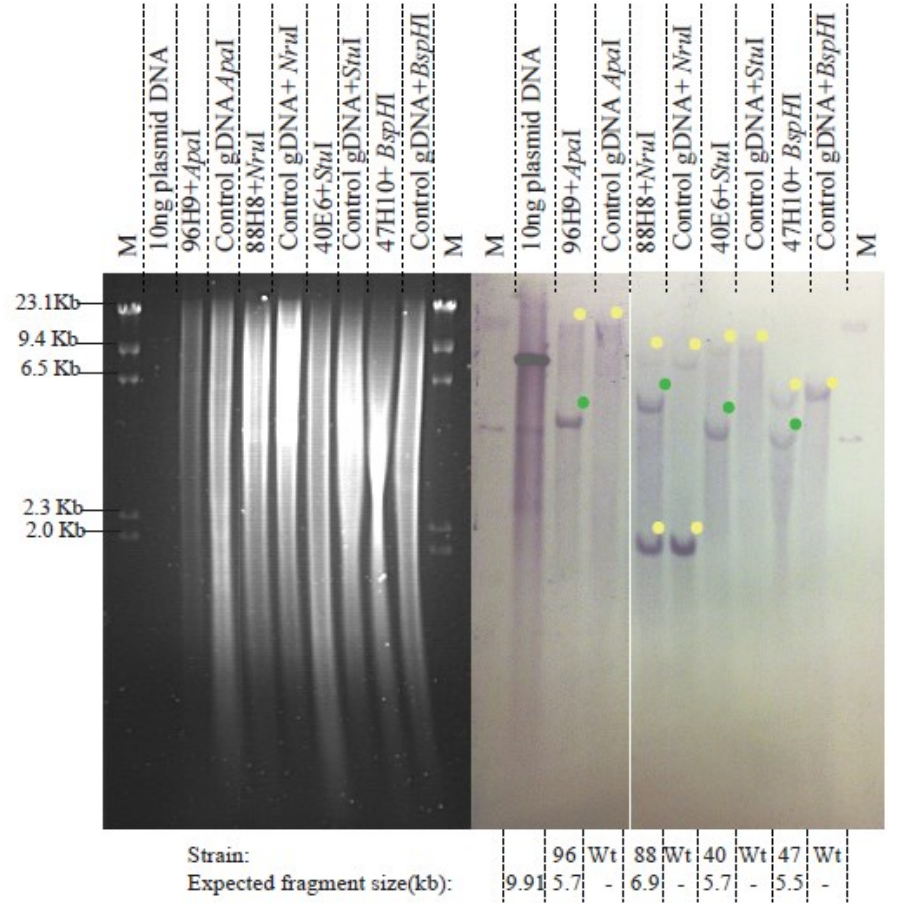 M
10ng plasmid DNA
96H9+ApaI
Control gDNA ApaI
88H8+NruI
Control gDNA+ NruI
40E6+StuI
Control gDNA+StuI
47H10+ BspHI
Control gDNA+BspHI
M
M
10ng plasmid DNA
96H9+ApaI
Control gDNA ApaI
88H8+NruI
Control gDNA+ NruI
40E6+StuI
Control gDNA+StuI
47H10+ BspHI
Control gDNA+BspHI
M
23.1Kb
9.4 Kb
6.5 Kb
2.3 Kb
2.0 Kb
Strain: 96 Wt 88 Wt 40 Wt 47 Wt
Expected fragment size(kb): 9.91 5.7 - 6.9 - 5.7 - 5.5 -